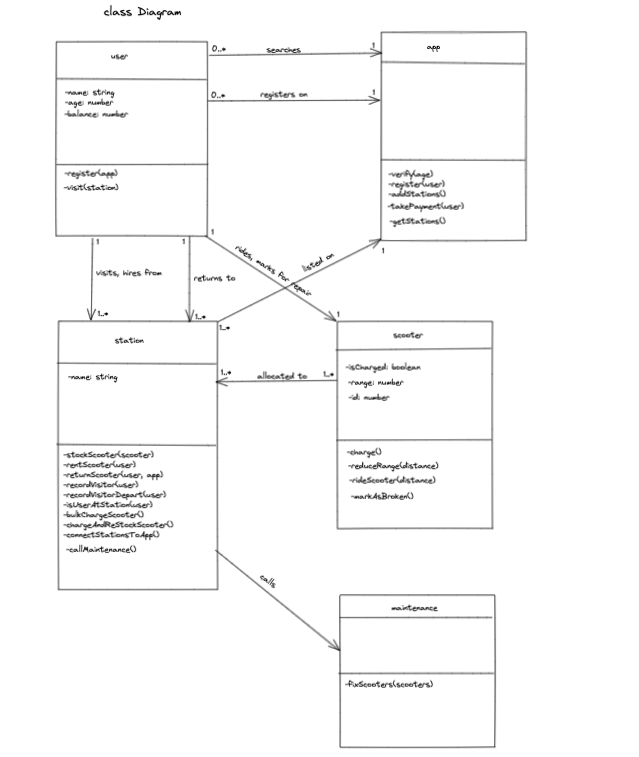 class Diagram
user
-name: string
-age: number
-balance: number
-register(app)
-visit(station)
0..*
searches
1
0..*
registers on
1
app
-verify(age)
-register(user)
-addStations()
-takePayment(user)
-getStations()
1
1
1
1
visits, hires from
returns to
rides, marks for repair
listed on
1..*
1..*
1..*
1
station
-name: string
-stockScooter(scooter)
-rentScooter(user)
-returnScooter(user, app)
-recordVisitor(user)
-recordVisitorDepart(user)
-isUserAtStation(user)
-bulkChargeScooter()
-chargeAndReStockScooter()
-connectStationsToApp()
-callMaintenance()
1..*
allocated to
1..*
scooter
-isCharged: boolean
-range: number
-id: number
-charge()
-reduceRange(distance)
-rideScooter(distance)
-markAsBroken()
calls
maintenance
-fixScooters(scooters)